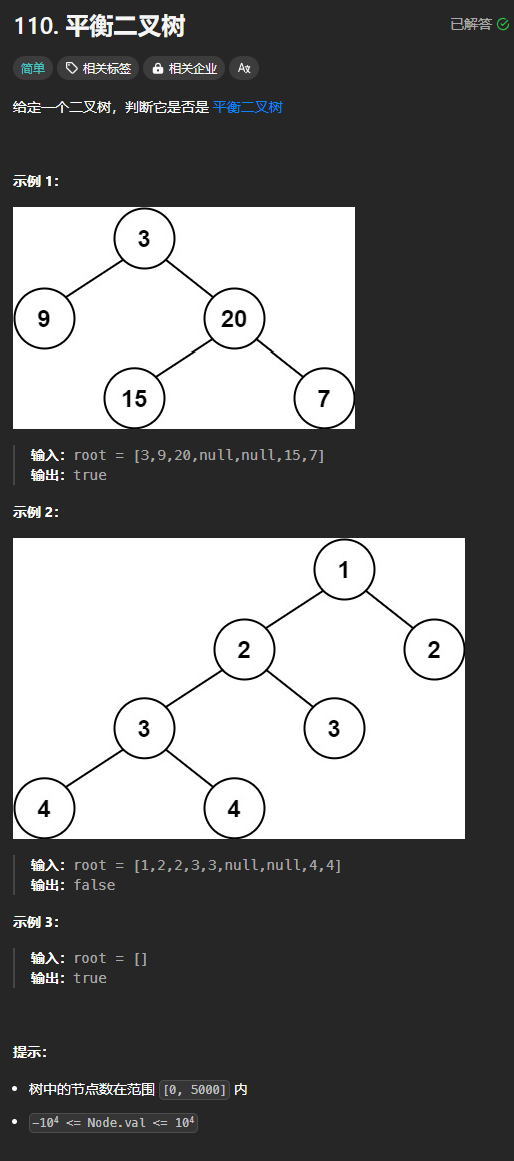 110. 平衡二叉树
已解答
简单 相关标签 相关企业
给定一个二叉树，判断它是否是 平衡二叉树
示例 1：
3
9 20
15 7
输入：root = [3,9,20,null,null,15,7]
输出：true
示例 2：
1
2 2
3 3
4 4
输入：root = [1,2,2,3,3,null,null,4,4]
输出：false
示例 3：
输入：root = []
输出：true
提示：
• 树中的节点数在范围 [0, 5000] 内
• -10⁴ <= Node.val <= 10⁴